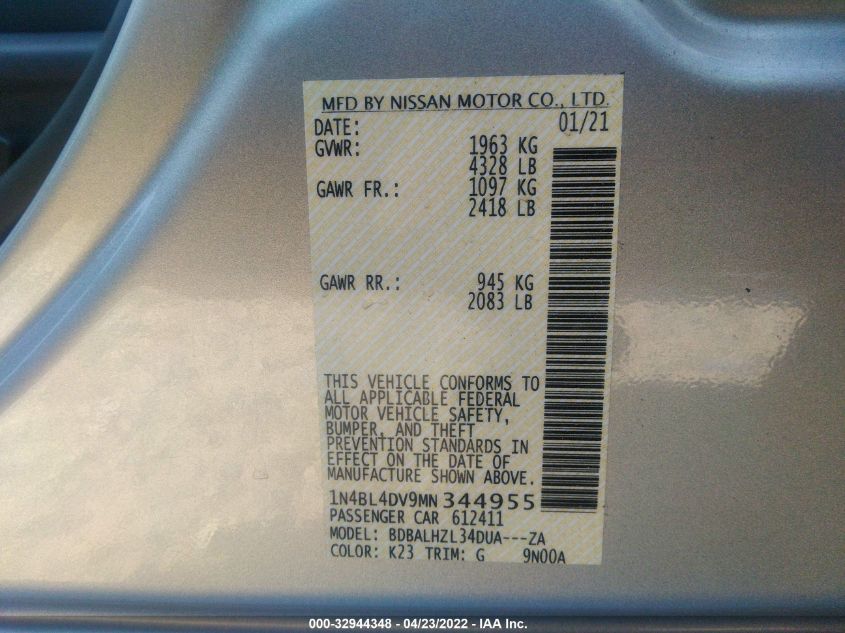 MFD BY NISSAN MOTOR CO., LTD.
DATE: 01/21
GVWR: 1963 KG
4328 LB
GAWR FR.: 1097 KG
2418 LB
GAWR RR.: 945 KG
2083 LB
THIS VEHICLE CONFORMS TO
ALL APPLICABLE FEDERAL
MOTOR VEHICLE SAFETY,
BUMPER, AND THEFT
PREVENTION STANDARDS IN
EFFECT ON THE DATE OF
MANUFACTURE SHOWN ABOVE.
1N4BL4DV9MN344955
PASSENGER CAR 612411
MODEL: BDBALHZL34DUA---ZA
COLOR: K23 TRIM: G 9N00A
000-32944348 - 04/23/2022 - IAA Inc.